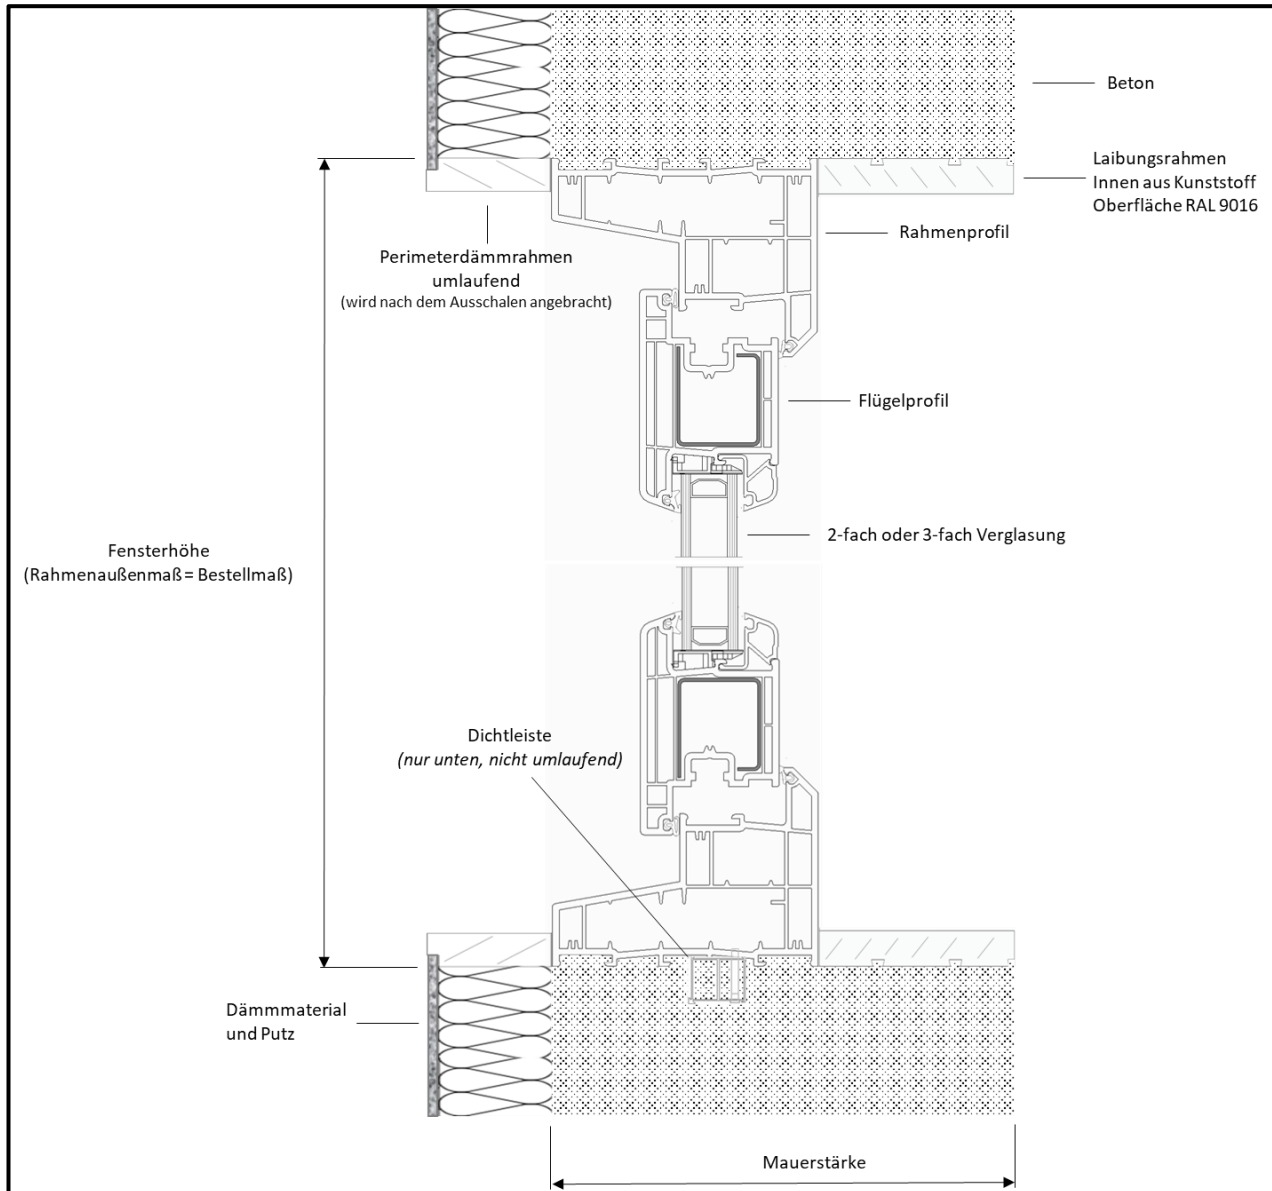 Beton
Laibungsrahmen
Innen aus Kunststoff
Oberfläche RAL 9016
Rahmenprofil
Perimeterdämmrahmen
umlaufend
(wird nach dem Ausschalen angebracht)
Flügelprofil
2-fach oder 3-fach Verglasung
Fensterhöhe
(Rahmenaußenmaß= Bestellmaß)
Dichtleiste
(nur unten, nicht umlaufend)
Dämmmaterial
und Putz
Mauerstärke